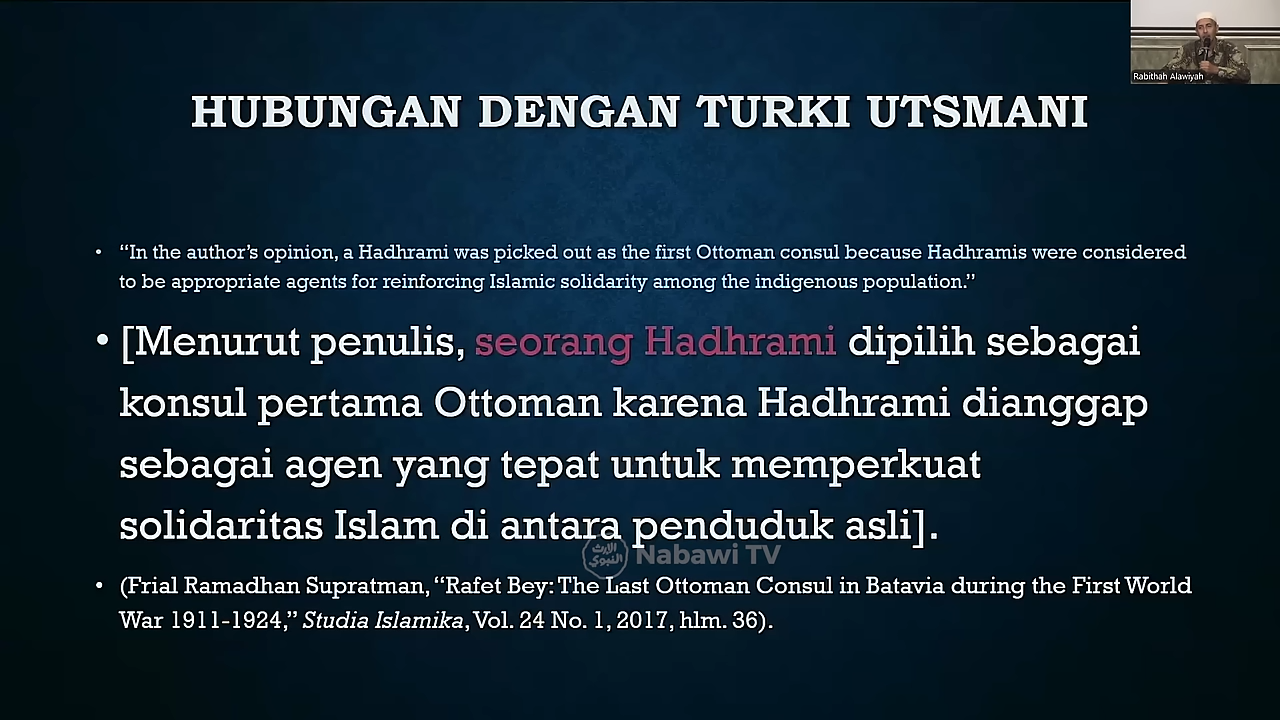 Rabithah Alawiyah
HUBUNGAN DENGAN TURKI UTSMANI
• “In the author’s opinion, a Hadhrami was picked out as the first Ottoman consul because Hadhramis were considered
to be appropriate agents for reinforcing Islamic solidarity among the indigenous population.”
• [Menurut penulis, seorang Hadhrami dipilih sebagai
konsul pertama Ottoman karena Hadhrami dianggap
sebagai agen yang tepat untuk memperkuat
solidaritas Islam di antara penduduk asli].
الإرث
النبوي
Nabawi TV
• (Frial Ramadhan Supratman, “Rafet Bey: The Last Ottoman Consul in Batavia during the First World
War 1911-1924,” Studia Islamika, Vol. 24 No. 1, 2017, hlm. 36).